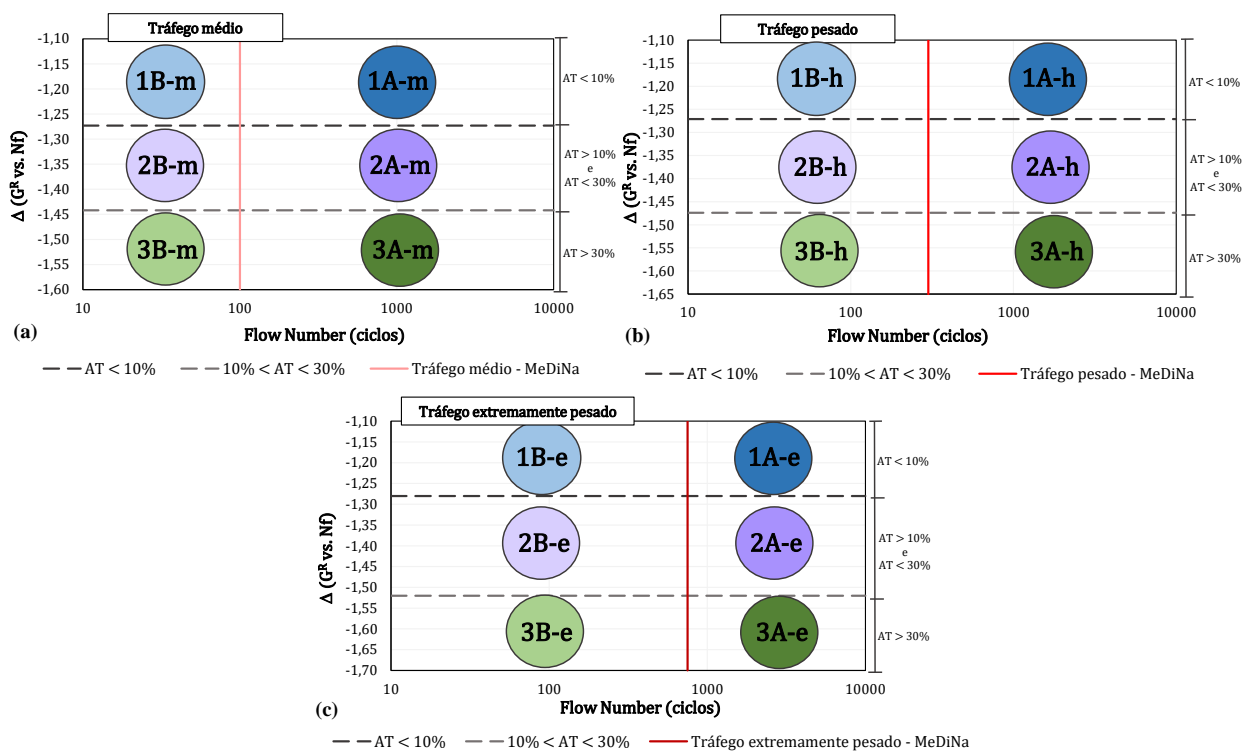 Tráfego médio
-1,10
-1,15
-1,20
-1,25
-1,30
-1,35
-1,40
-1,45
-1,50
-1,55
-1,60
Δ (Gᴿ vs. Nf)
1B-m
1A-m
2B-m
2A-m
3B-m
3A-m
AT < 10%
AT > 10%
e
AT < 30%
AT > 30%
10
100
1000
10000
(a)
Flow Number (ciclos)
AT < 10%
10% < AT < 30%
Tráfego médio - MeDiNa
Tráfego pesado
-1,10
-1,15
-1,20
-1,25
-1,30
-1,35
-1,40
-1,45
-1,50
-1,55
-1,60
-1,65
Δ (Gᴿ vs. Nf)
1B-h
1A-h
2B-h
2A-h
3B-h
3A-h
AT < 10%
AT > 10%
e
AT < 30%
AT > 30%
10
100
1000
10000
(b)
Flow Number (ciclos)
AT < 10%
10% < AT < 30%
Tráfego pesado - MeDiNa
Tráfego extremamente pesado
-1,10
-1,15
-1,20
-1,25
-1,30
-1,35
-1,40
-1,45
-1,50
-1,55
-1,60
-1,65
-1,70
Δ (Gᴿ vs. Nf)
1B-e
1A-e
2B-e
2A-e
3B-e
3A-e
AT < 10%
AT > 10%
e
AT < 30%
AT > 30%
10
100
1000
10000
(c)
Flow Number (ciclos)
AT < 10%
10% < AT < 30%
Tráfego extremamente pesado - MeDiNa